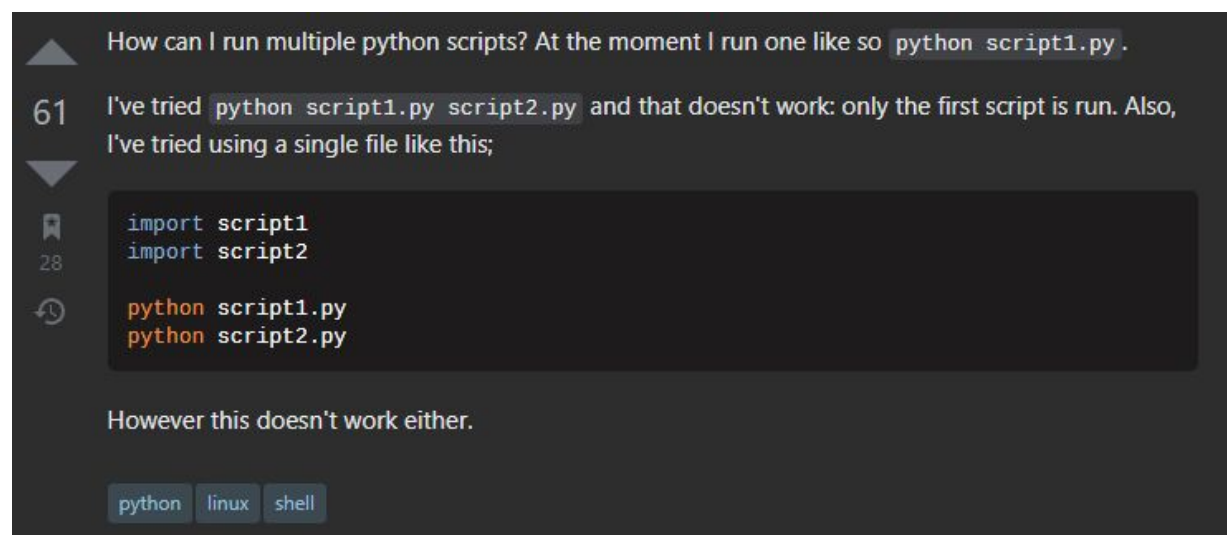 How can I run multiple python scripts? At the moment I run one like so python script1.py.
61
I've tried python script1.py script2.py and that doesn't work: only the first script is run. Also,
I've tried using a single file like this;
import script1
import script2
28
python script1.py
python script2.py
However this doesn't work either.
python linux shell